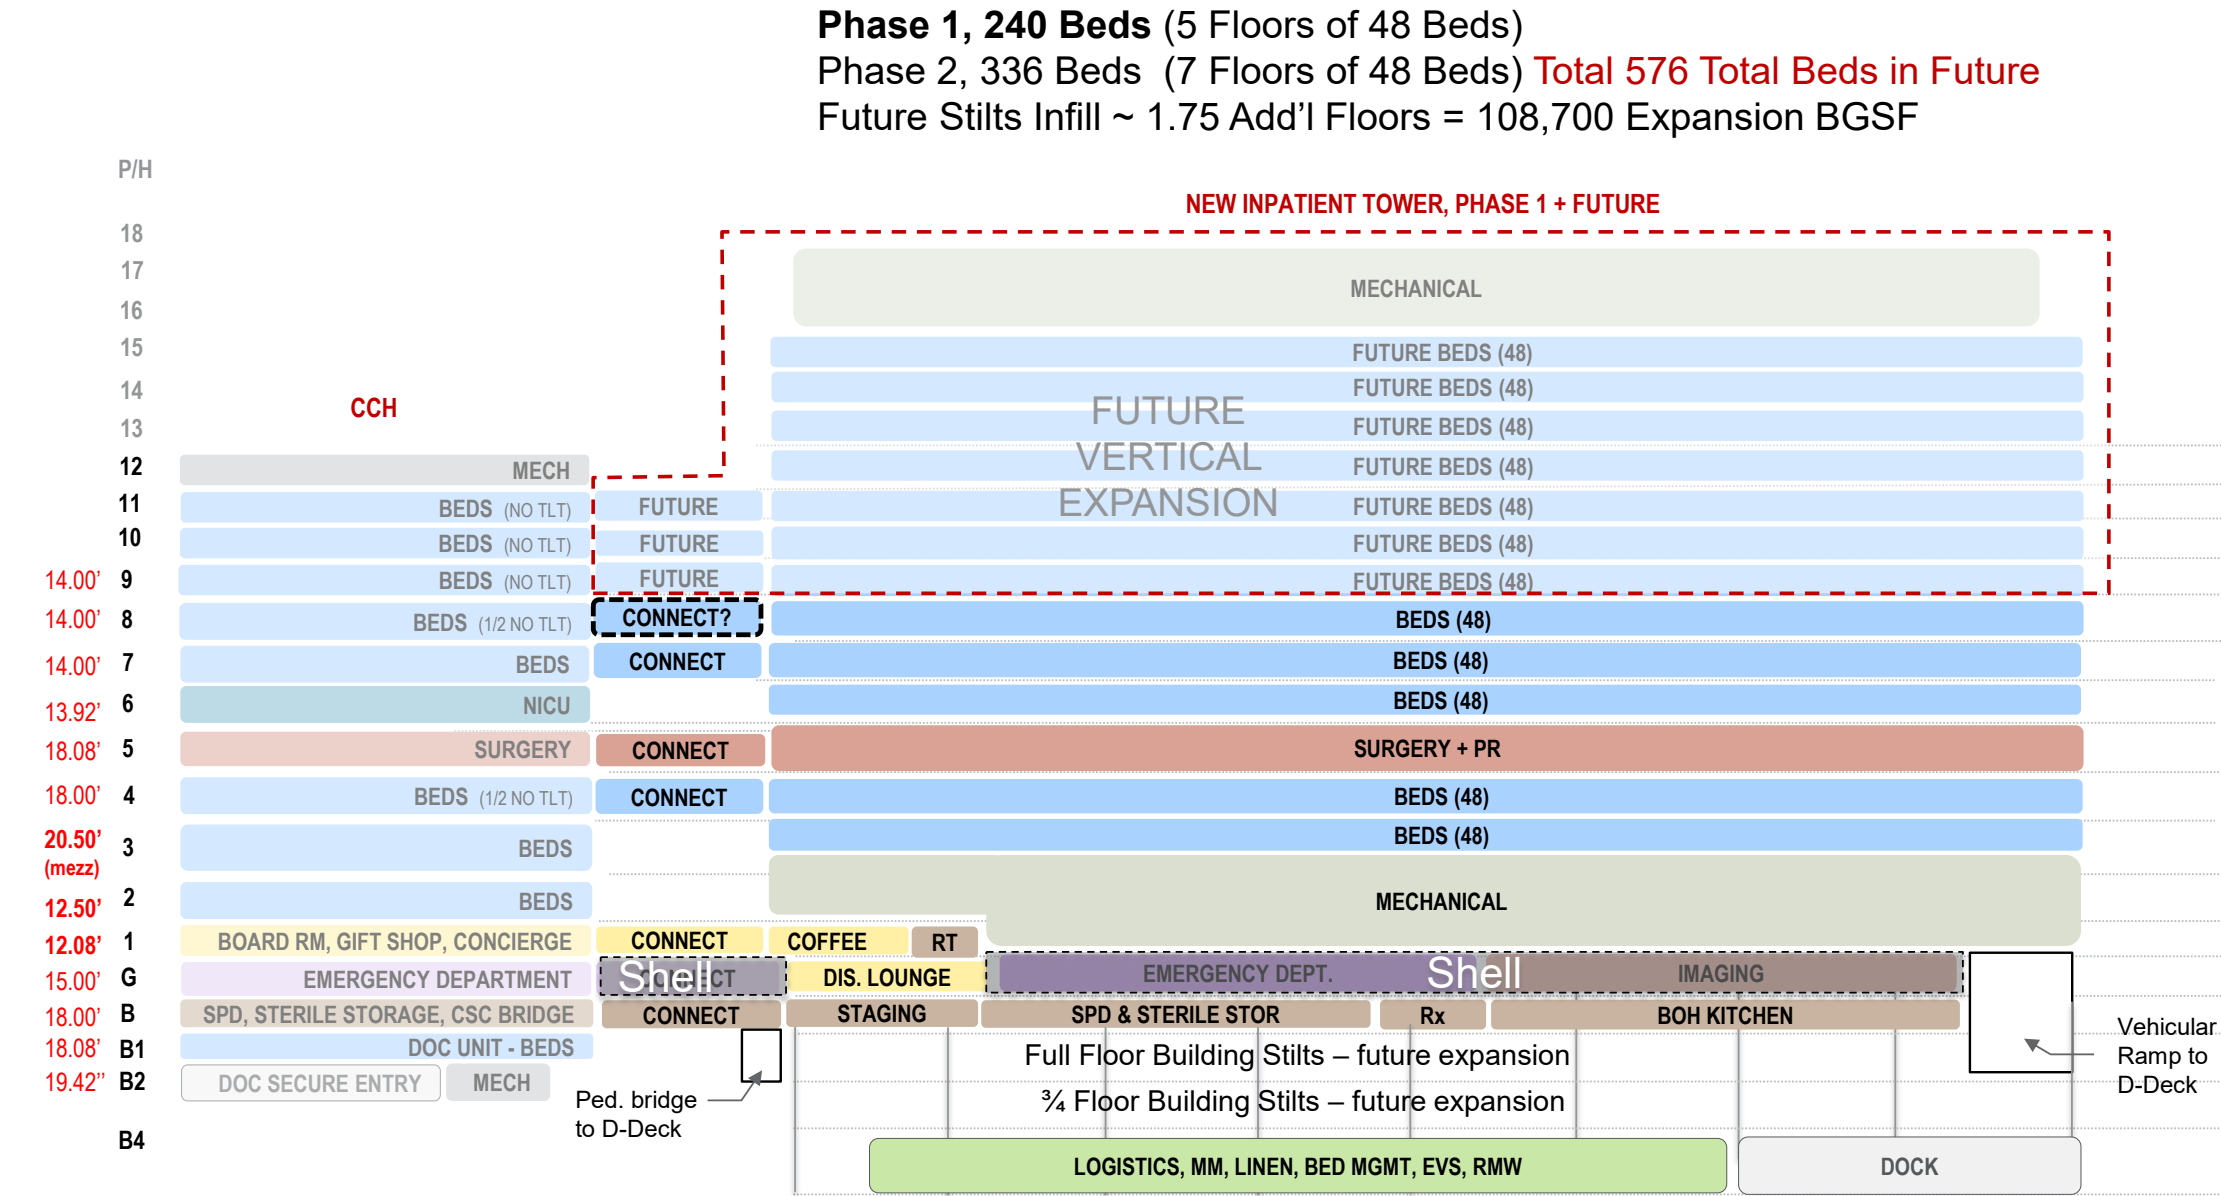 Phase 1, 240 Beds (5 Floors of 48 Beds)
Phase 2, 336 Beds (7 Floors of 48 Beds) Total 576 Total Beds in Future
Future Stilts Infill ~ 1.75 Add'l Floors = 108,700 Expansion BGSF
P/H
NEW INPATIENT TOWER, PHASE 1 + FUTURE
18
17
MECHANICAL
16
15 FUTURE BEDS (48)
14 FUTURE BEDS (48)
CCH
FUTURE
VERTICAL
EXPANSION
13 FUTURE BEDS (48)
12 MECH FUTURE BEDS (48)
11 BEDS (NO TLT) FUTURE FUTURE BEDS (48)
10 BEDS (NO TLT) FUTURE FUTURE BEDS (48)
14.00' 9 BEDS (NO TLT) FUTURE FUTURE BEDS (48)
14.00' 8 BEDS (1/2 NO TLT) CONNECT? BEDS (48)
14.00' 7 BEDS CONNECT BEDS (48)
13.92' 6 NICU BEDS (48)
18.08' 5 SURGERY CONNECT SURGERY + PR
18.00' 4 BEDS (1/2 NO TLT) CONNECT BEDS (48)
20.50' 3 BEDS BEDS (48)
(mezz)
12.50' 2 BEDS MECHANICAL
12.08' 1 BOARD RM, GIFT SHOP, CONCIERGE CONNECT COFFEE RT
15.00' G EMERGENCY DEPARTMENT CONNECT Shell DIS. LOUNGE EMERGENCY DEPT. Shell IMAGING
18.00' B SPD, STERILE STORAGE, CSC BRIDGE CONNECT STAGING SPD & STERILE STOR Rx BOH KITCHEN
18.08' B1 DOC UNIT - BEDS Full Floor Building Stilts – future expansion
19.42'' B2 DOC SECURE ENTRY MECH ¾ Floor Building Stilts – future expansion
Ped. bridge
to D-Deck
Vehicular
Ramp to
D-Deck
B4
LOGISTICS, MM, LINEN, BED MGMT, EVS, RMW DOCK